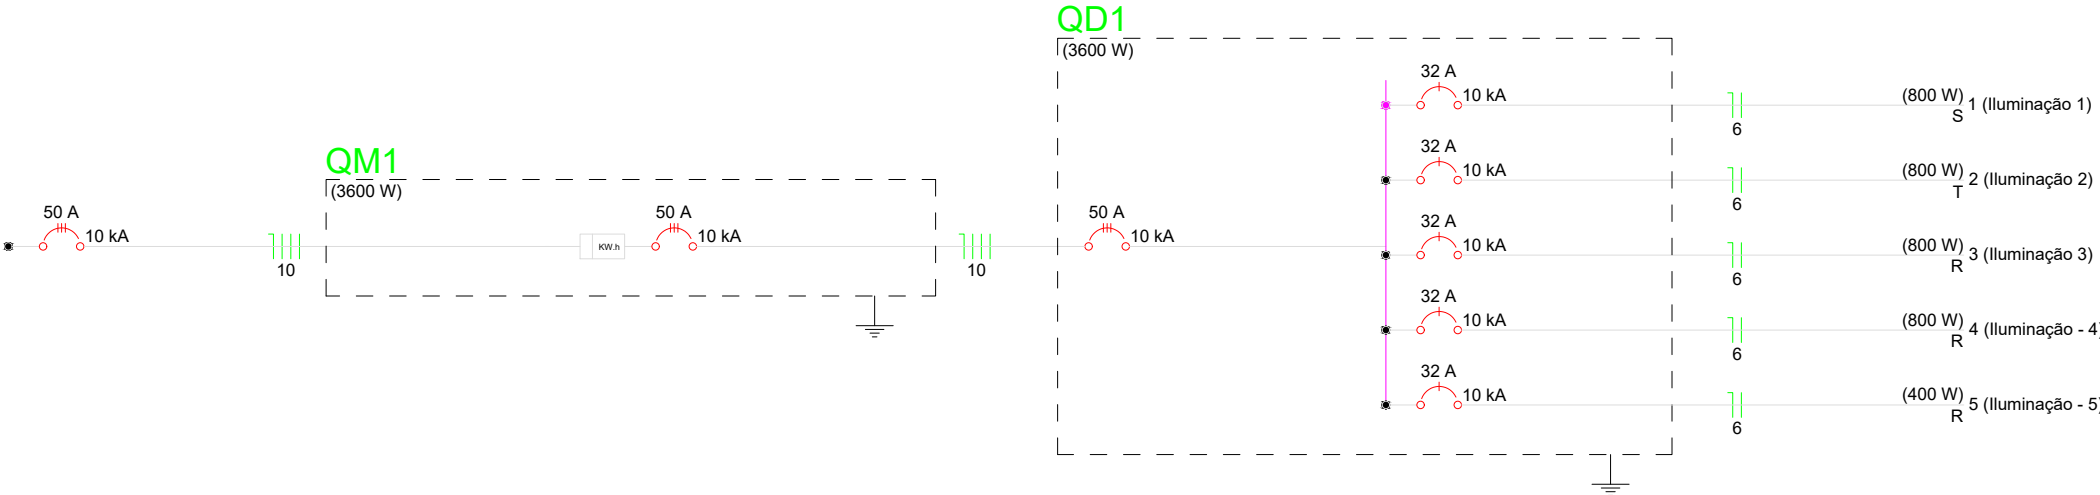 QD1
(3600 W)
32 A
10 kA
(800 W)
S
1 (Iluminação 1)
6
32 A
10 kA
(800 W)
T
2 (Iluminação 2)
6
QM1
(3600 W)
50 A
10 kA
10
KW.h
50 A
10 kA
10
50 A
10 kA
32 A
10 kA
(800 W)
R
3 (Iluminação 3)
6
32 A
10 kA
(800 W)
R
4 (Iluminação - 4)
6
32 A
10 kA
(400 W)
R
5 (Iluminação - 5)
6